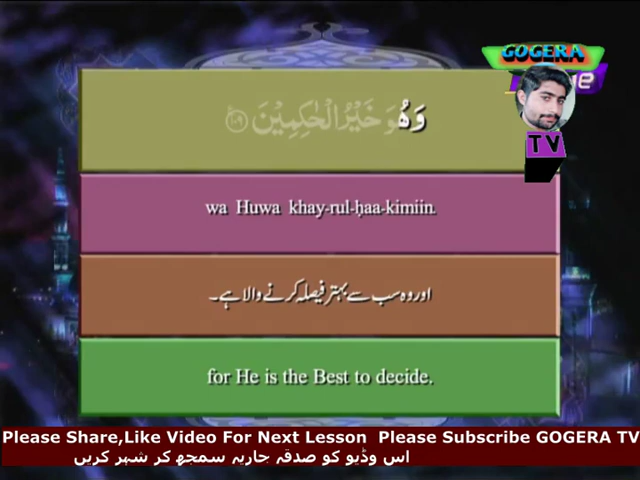 GOGERA
TV
وَهُوَ خَيْرُ الْحٰكِمِيْنَ ﴿١٠٩﴾
wa Huwa khay-rul-ḥaa-kimiin.
اور وہ سب سے بہتر فیصلہ کرنے والا ہے۔
for He is the Best to decide.
Please Share,Like Video For Next Lesson Please Subscribe GOGERA TV
اس وڈیو کو صدقہ جاریہ سمجھ کر شہر کریں